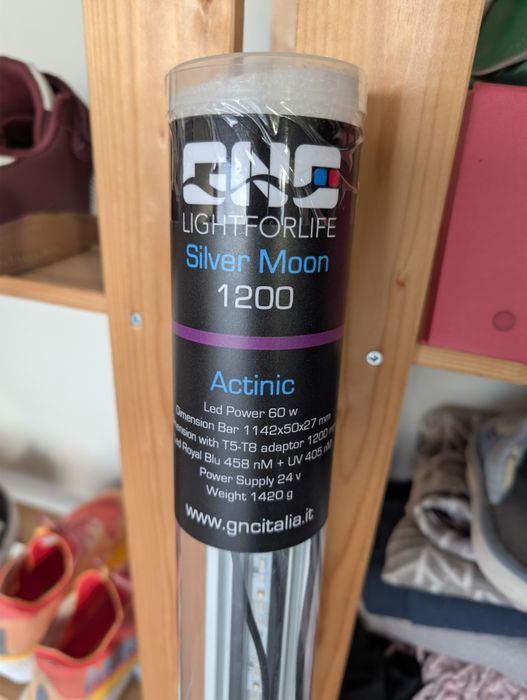 GNC
LIGHTFORLIFE
Silver Moon
1200
Actinic
Led Power 60 w
Dimension Bar 1142x50x27 mm
with T5-T8 adaptor 1200
Royal Blu 458 nM + UV 405 nM
Power Supply 24 v
Weight 1420 g
www.gncitalia.it